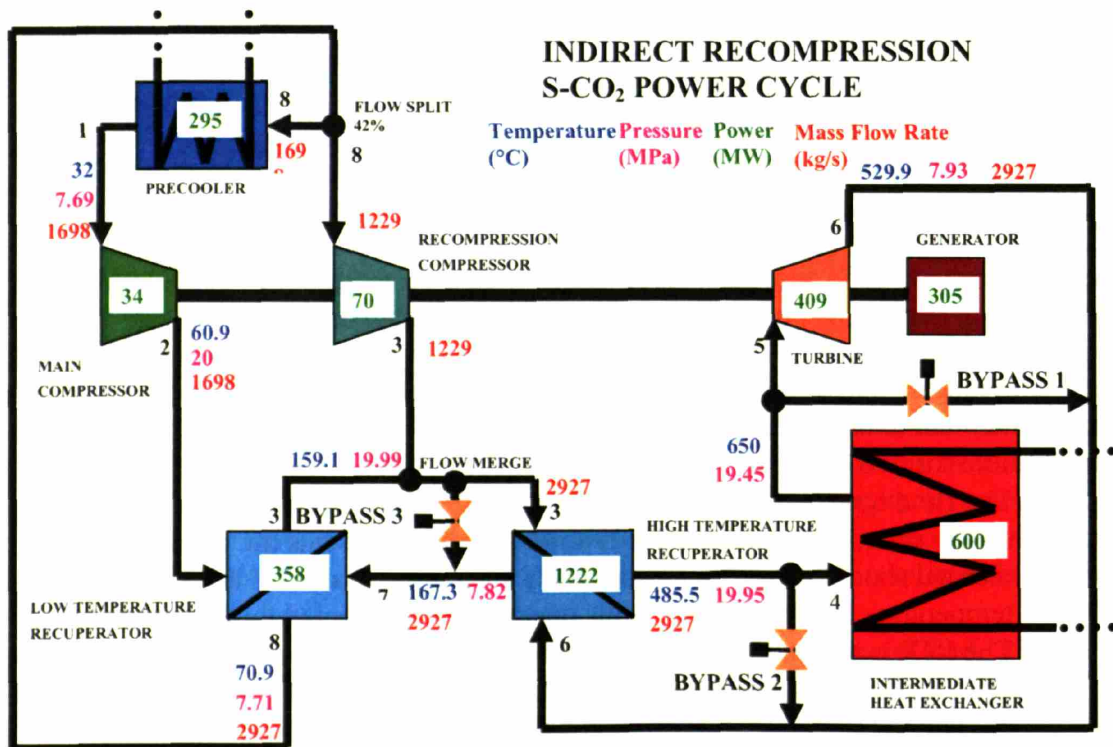 INDIRECT RECOMPRESSION
S-CO₂ POWER CYCLE
Temperature Pressure Power Mass Flow Rate
(°C) (MPa) (MW) (kg/s)
295
PRECOOLER
8
169
FLOW SPLIT
42%
8
1
32
7.69
1698
1229
RECOMPRESSION
COMPRESSOR
529.9 7.93 2927
6
GENERATOR
34
70
409
305
2
60.9
20
1698
3
1229
5
TURBINE
MAIN
COMPRESSOR
BYPASS 1
650
19.45
159.1 19.99
FLOW MERGE
2927
3
BYPASS 3
3
HIGH TEMPERATURE
RECUPERATOR
358
1222
600
7
167.3 7.82
2927
485.5 19.95
2927
4
LOW TEMPERATURE
RECUPERATOR
8
6
70.9
7.71
2927
BYPASS 2
INTERMEDIATE
HEAT EXCHANGER